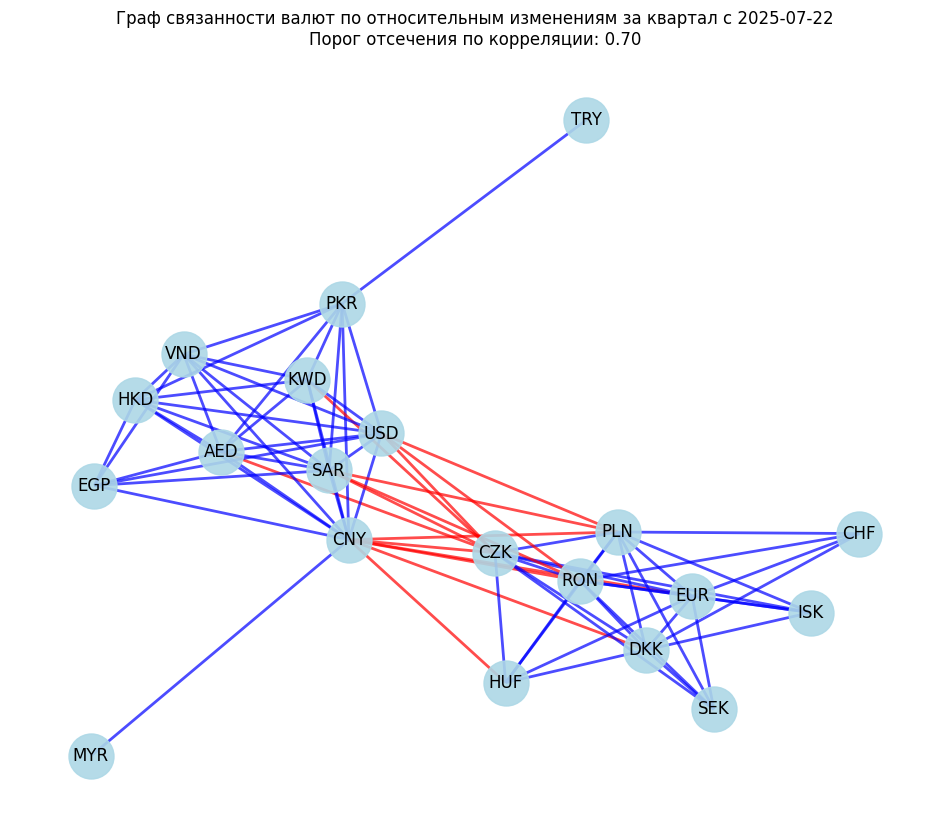 Граф связанности валют по относительным изменениям за квартал с 2025-07-22
Порог отсечения по корреляции: 0.70
TRY
PKR
VND
KWD
HKD
USD
AED
SAR
EGP
CNY
PLN
CHF
CZK
RON
EUR
ISK
DKK
HUF
SEK
MYR